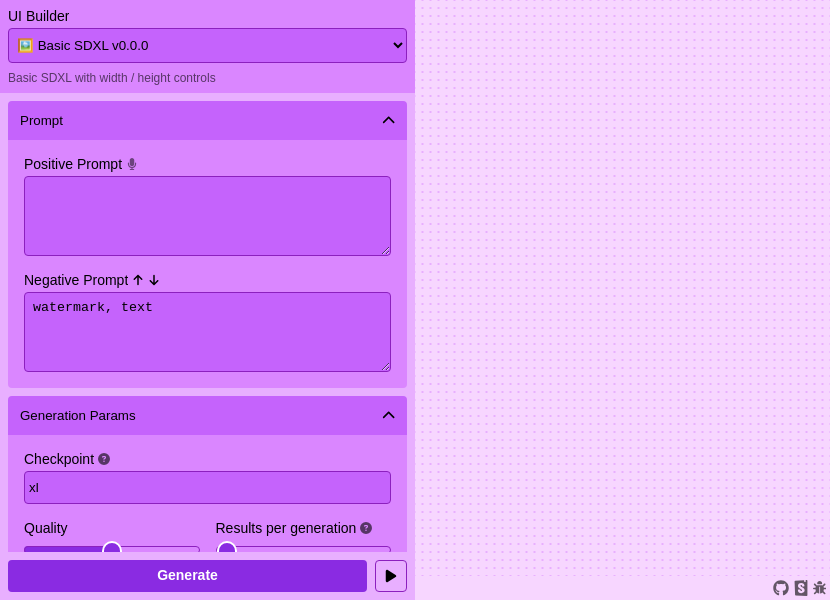 UI Builder
🖼️ Basic SDXL v0.0.0
Basic SDXL with width / height controls
Prompt
Positive Prompt
Negative Prompt
watermark, text
Generation Params
Checkpoint ?
xl
Quality
Results per generation ?
Generate